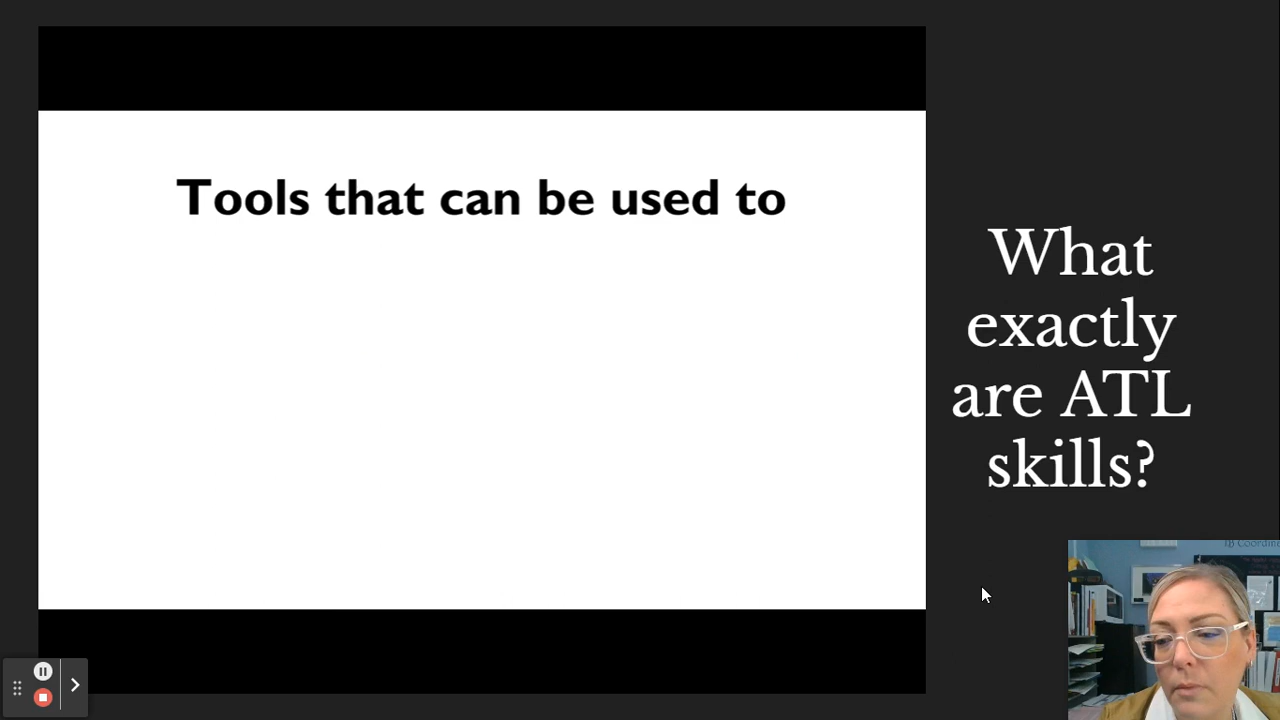 Tools that can be used to
What
exactly
are ATL
skills?